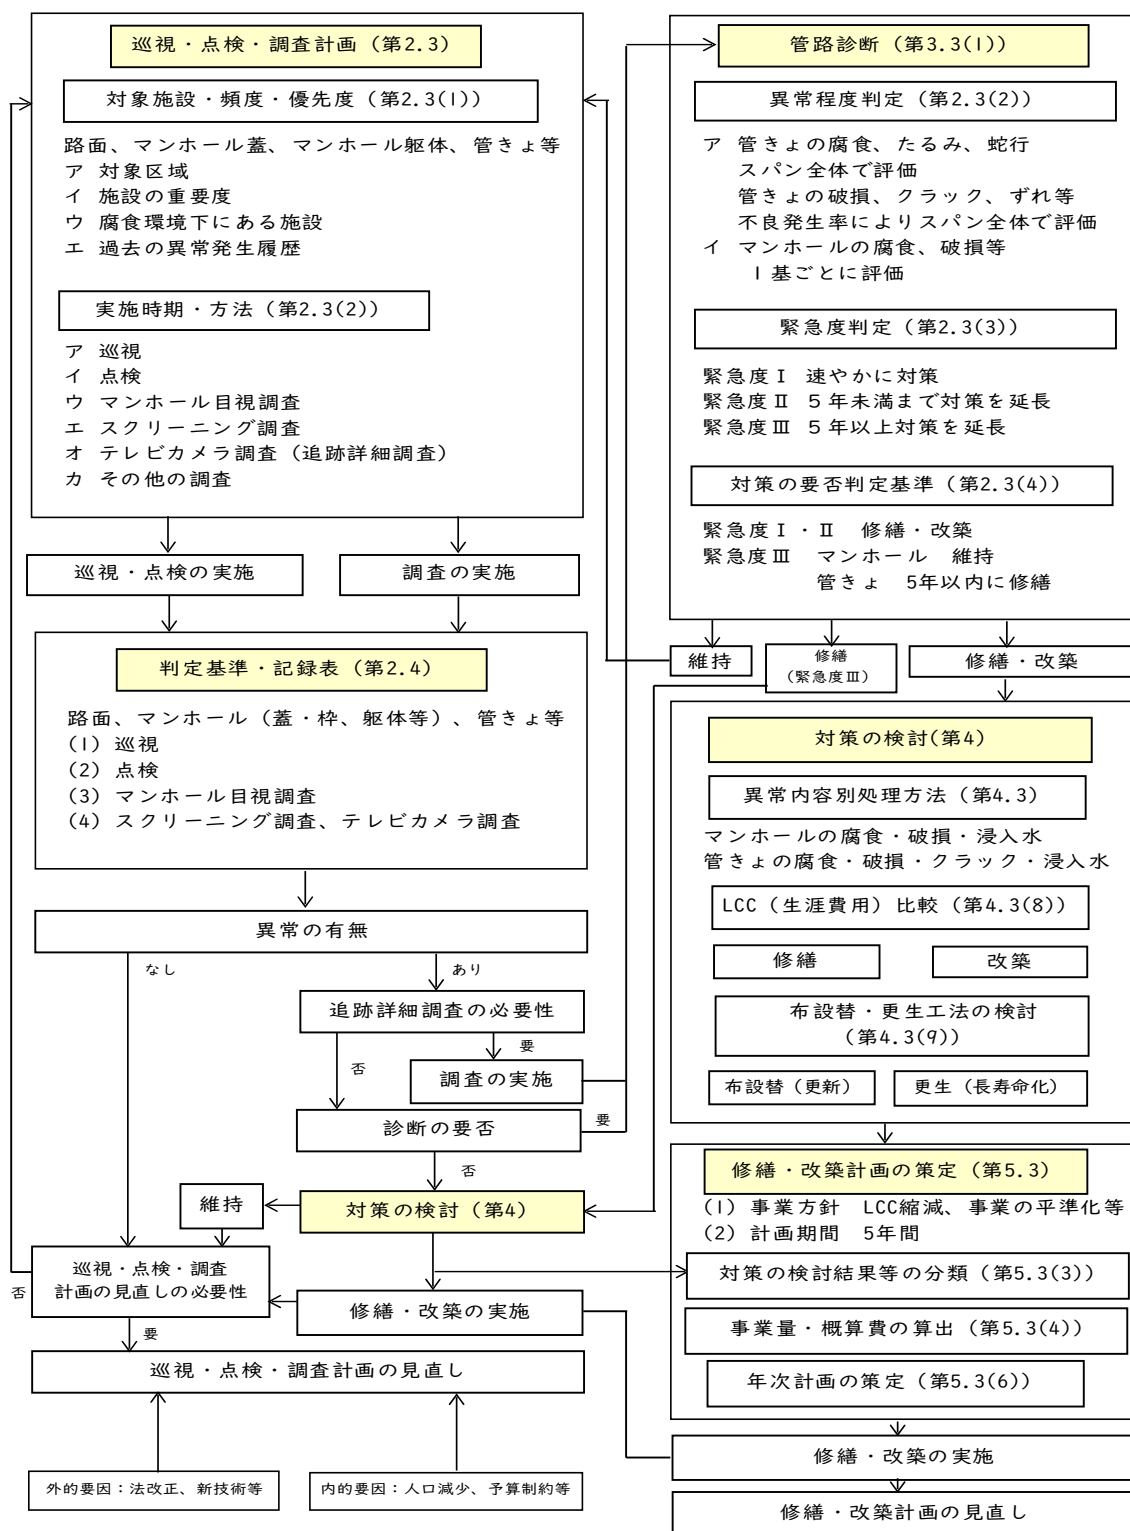 巡視・点検・調査計画（第2.3）
対象施設・頻度・優先度（第2.3(1)）
路面、マンホール蓋、マンホール躯体、管きょ等
ア 対象区域
イ 施設の重要度
ウ 腐食環境下にある施設
エ 過去の異常発生履歴
実施時期・方法（第2.3(2)）
ア 巡視
イ 点検
ウ マンホール目視調査
エ スクリーニング調査
オ テレビカメラ調査（追跡詳細調査）
カ その他の調査
巡視・点検の実施
調査の実施
判定基準・記録表（第2.4）
路面、マンホール（蓋・枠、躯体等）、管きょ等
(1) 巡視
(2) 点検
(3) マンホール目視調査
(4) スクリーニング調査、テレビカメラ調査
異常の有無
なし
あり
追跡詳細調査の必要性
否
要
調査の実施
診断の要否
要
否
維持
対策の検討（第4）
巡視・点検・調査
計画の見直しの必要性
否
修繕・改築の実施
要
巡視・点検・調査計画の見直し
外的要因：法改正、新技術等
内的要因：人口減少、予算制約等
管路診断（第3.3(1)）
異常程度判定（第2.3(2)）
ア 管きょの腐食、たるみ、蛇行
スパン全体で評価
管きょの破損、クラック、ずれ等
不良発生率によりスパン全体で評価
イ マンホールの腐食、破損等
1基ごとに評価
緊急度判定（第2.3(3)）
緊急度Ⅰ 速やかに対策
緊急度Ⅱ 5年未満まで対策を延長
緊急度Ⅲ 5年以上対策を延長
対策の要否判定基準（第2.3(4)）
緊急度Ⅰ・Ⅱ 修繕・改築
緊急度Ⅲ マンホール 維持
管きょ 5年以内に修繕
維持
修繕
（緊急度Ⅲ）
修繕・改築
対策の検討(第4)
異常内容別処理方法（第4.3）
マンホールの腐食・破損・浸入水
管きょの腐食・破損・クラック・浸入水
LCC（生涯費用）比較（第4.3(8)）
修繕
改築
布設替・更生工法の検討
（第4.3(9)）
布設替（更新）
更生（長寿命化）
修繕・改築計画の策定（第5.3）
(1) 事業方針 LCC縮減、事業の平準化等
(2) 計画期間 5年間
対策の検討結果等の分類（第5.3(3)）
事業量・概算費の算出（第5.3(4)）
年次計画の策定（第5.3(6)）
修繕・改築の実施
修繕・改築計画の見直し